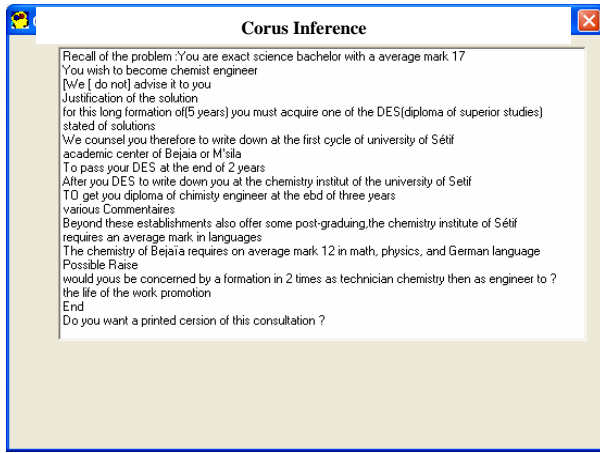 Corus Inference
Recall of the problem :You are exact science bachelor with a average mark 17
You wish to become chemist engineer
[We [ do not] advise it to you
Justification of the solution
for this long formation of(5 years) you must acquire one of the DES(diploma of superior studies)
stated of solutions
We counsel you therefore to write down at the first cycle of university of Sétif
academic center of Bejaia or M'sila
To pass your DES at the end of 2 years
After you DES to write down you at the chemistry institut of the university of Setif
TO get you diploma of chimisty engineer at the ebd of three years
various Commentaires
Beyond these establishments also offer some post-graduing,the chemistry institute of Sétif
requires an average mark in languages
The chemistry of Bejaïa requires on average mark 12 in math, physics, and German language
Possible Raise
would yous be concerned by a formation in 2 times as technician chemistry then as engineer to ?
the life of the work promotion
End
Do you want a printed cersion of this consultation ?